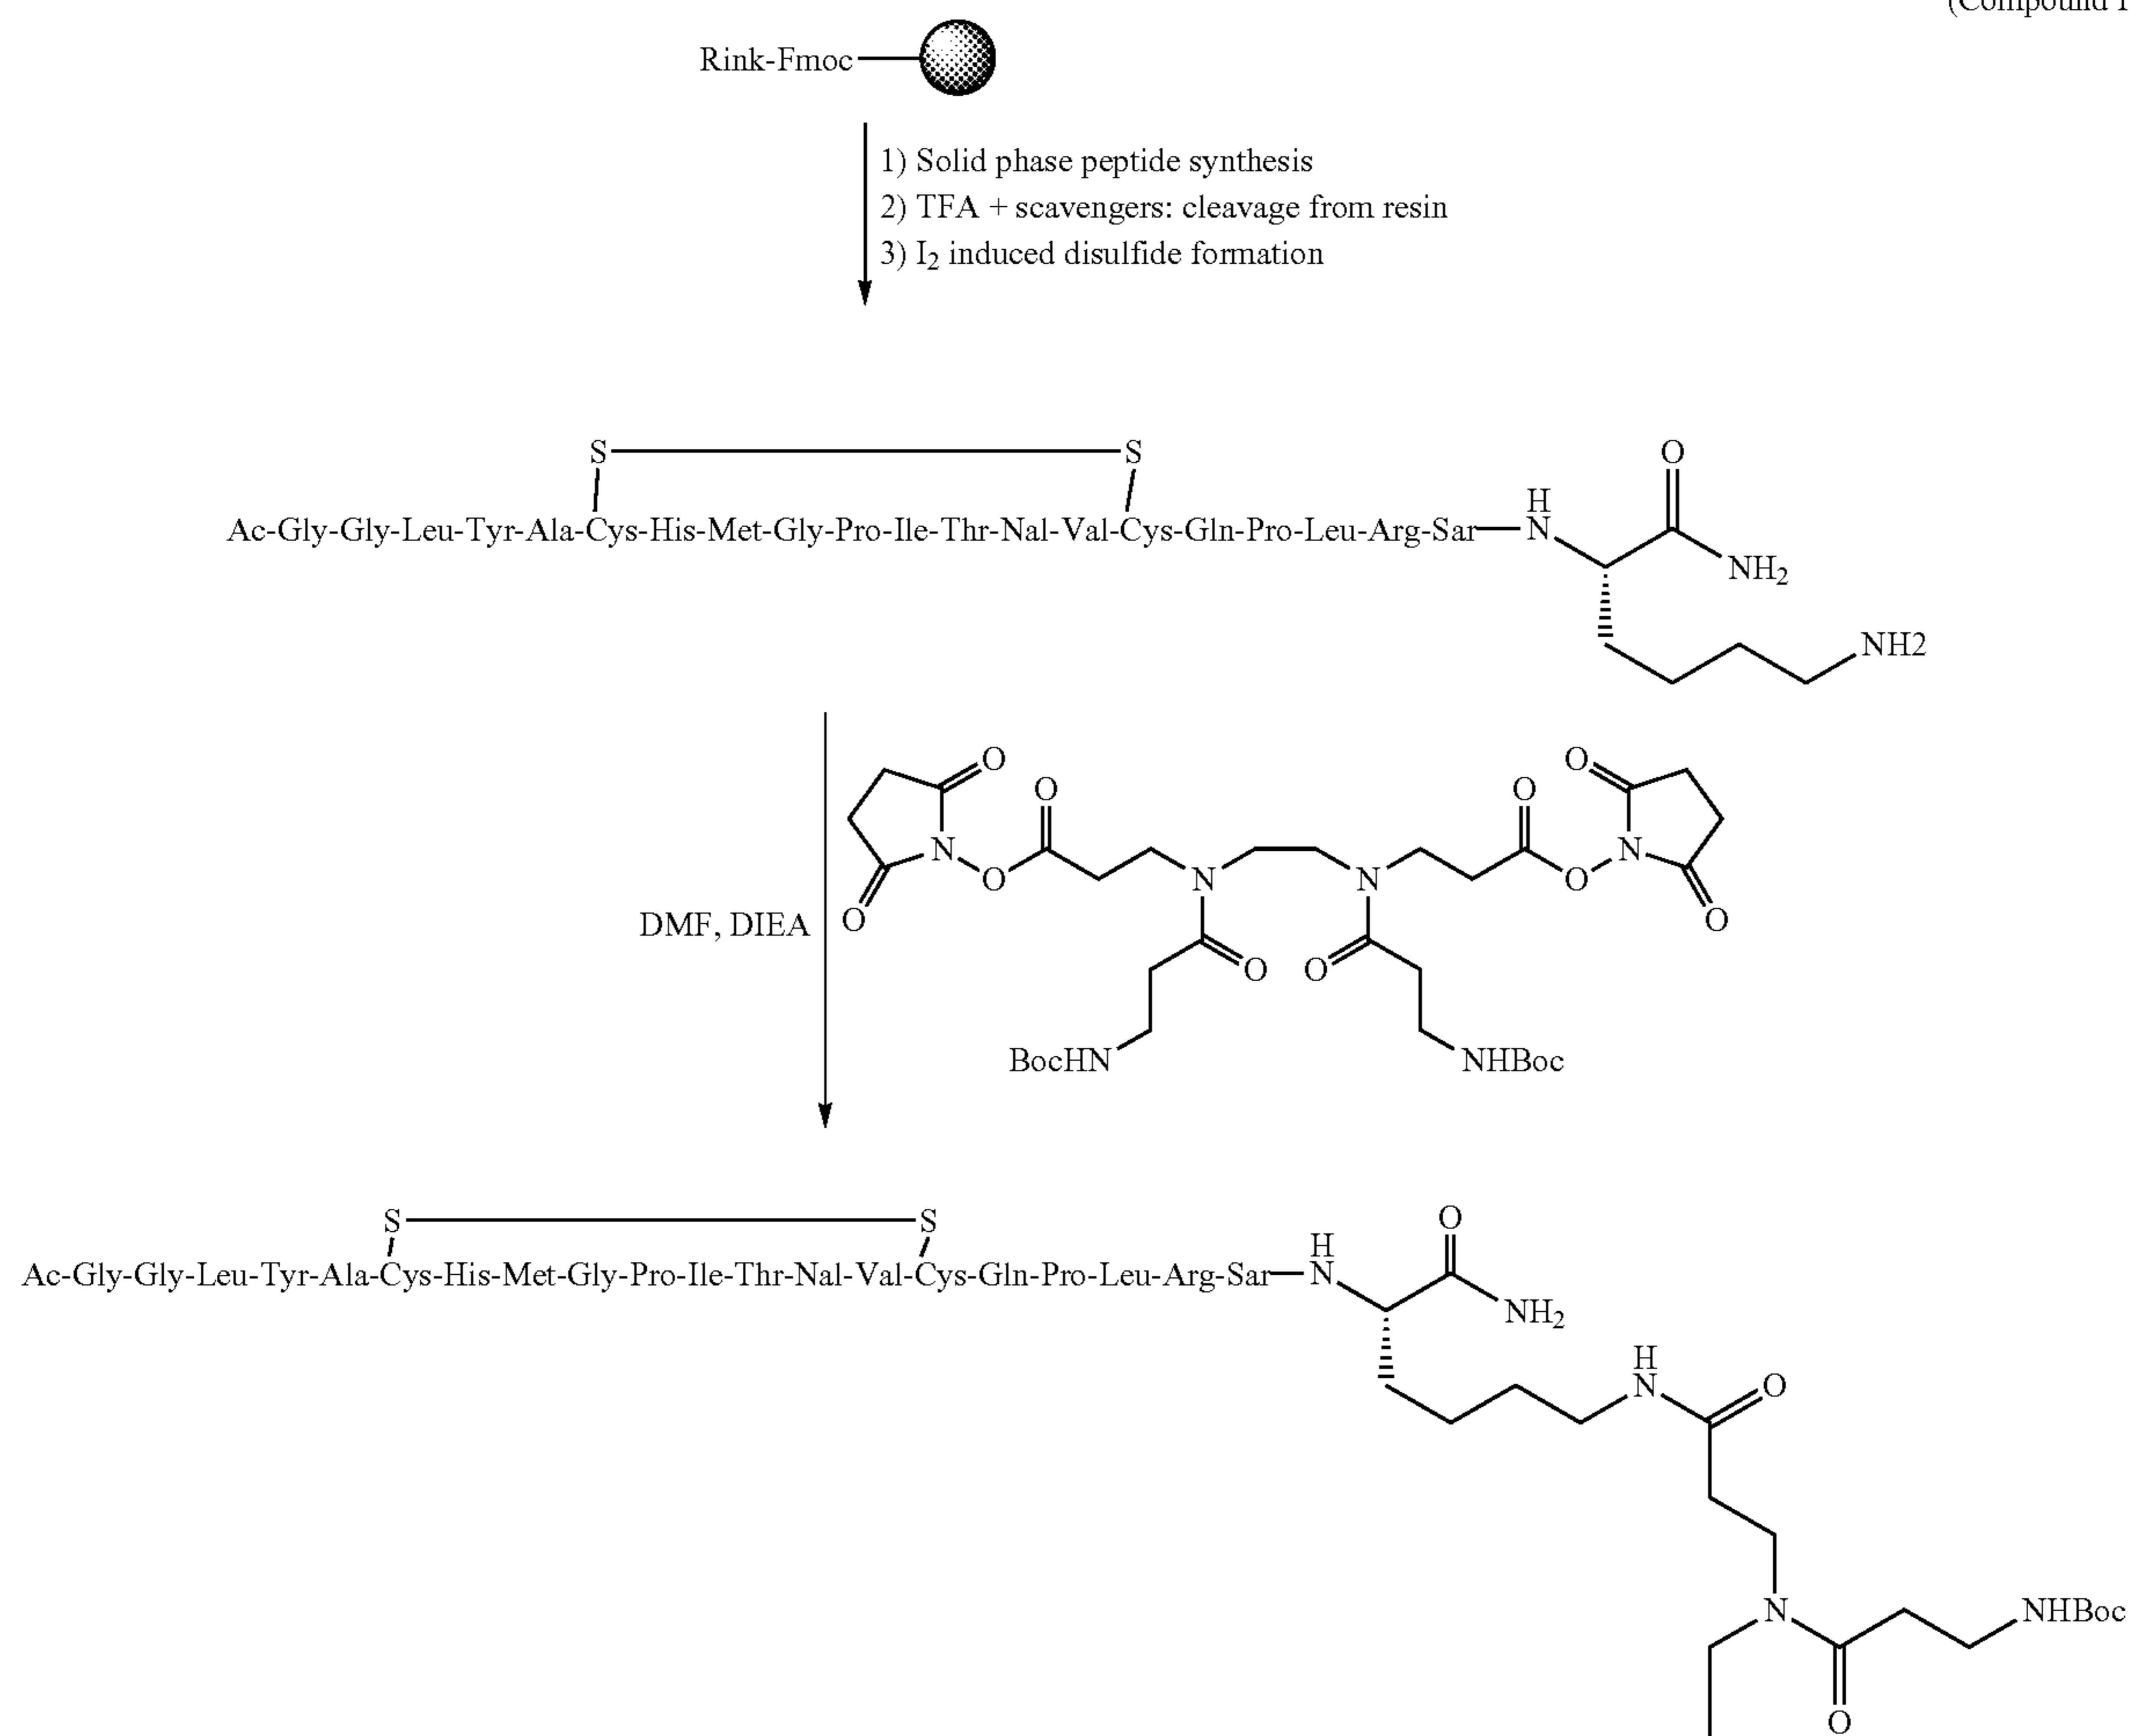 (Compound 1
Rink-Fmoc
1) Solid phase peptide synthesis
2) TFA + scavengers: cleavage from resin
3) I₂ induced disulfide formation
S S O
H
Ac-Gly-Gly-Leu-Tyr-Ala-Cys-His-Met-Gly-Pro-Ile-Thr-Nal-Val-Cys-Gln-Pro-Leu-Arg-Sar N
NH₂
NH2
O O
O O
N N
O N N O
DMF, DIEA O O
O O
BocHN NHBoc
S S O
H
Ac-Gly-Gly-Leu-Tyr-Ala-Cys-His-Met-Gly-Pro-Ile-Thr-Nal-Val-Cys-Gln-Pro-Leu-Arg-Sar N
NH₂
H
N O
N NHBoc
O